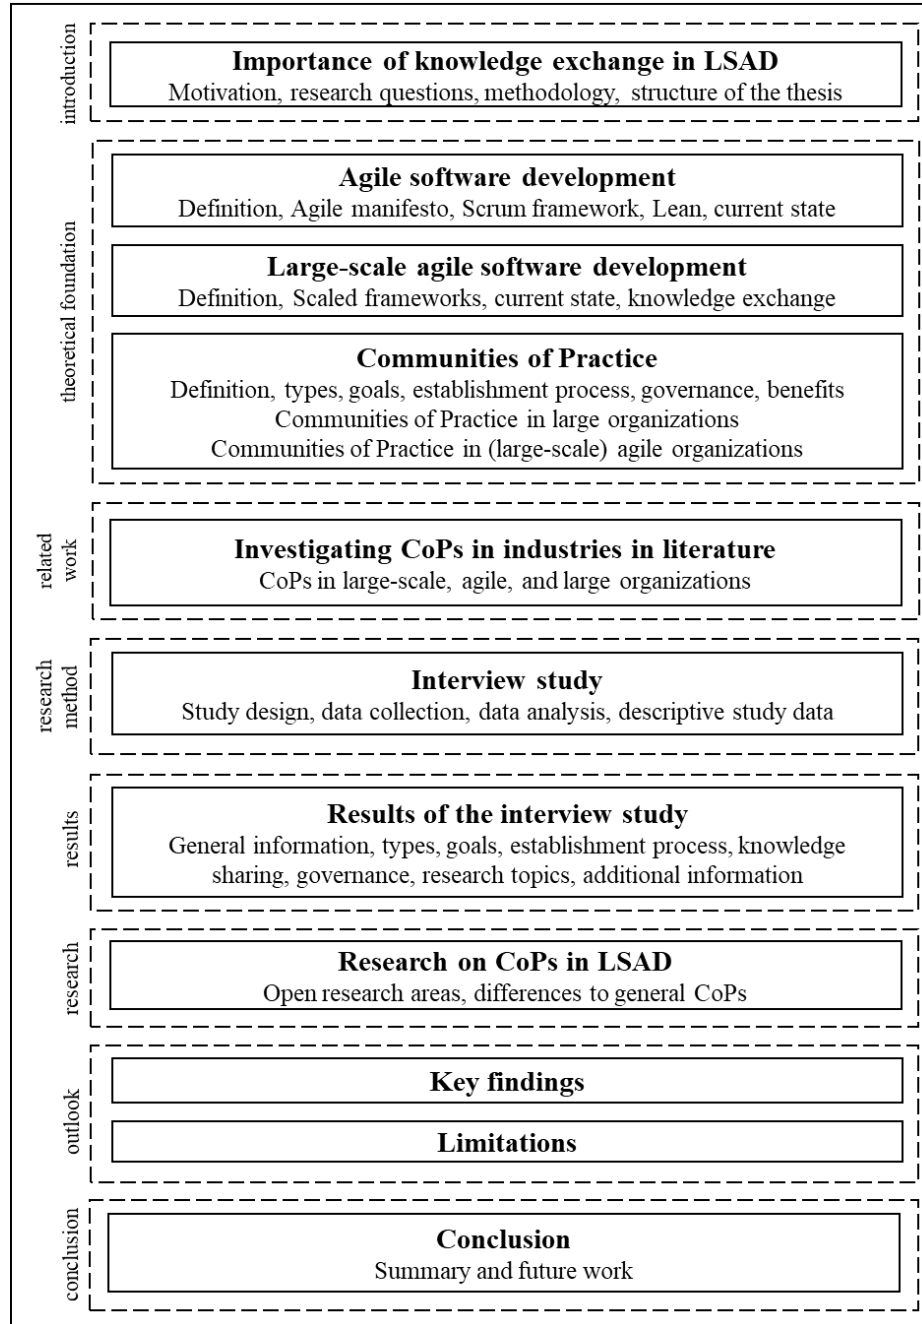 introduction
Importance of knowledge exchange in LSAD
Motivation, research questions, methodology, structure of the thesis
theoretical foundation
Agile software development
Definition, Agile manifesto, Scrum framework, Lean, current state
Large-scale agile software development
Definition, Scaled frameworks, current state, knowledge exchange
Communities of Practice
Definition, types, goals, establishment process, governance, benefits
Communities of Practice in large organizations
Communities of Practice in (large-scale) agile organizations
related
work
Investigating CoPs in industries in literature
CoPs in large-scale, agile, and large organizations
research
method
Interview study
Study design, data collection, data analysis, descriptive study data
results
Results of the interview study
General information, types, goals, establishment process, knowledge
sharing, governance, research topics, additional information
research
Research on CoPs in LSAD
Open research areas, differences to general CoPs
outlook
Key findings
Limitations
conclusion
Conclusion
Summary and future work